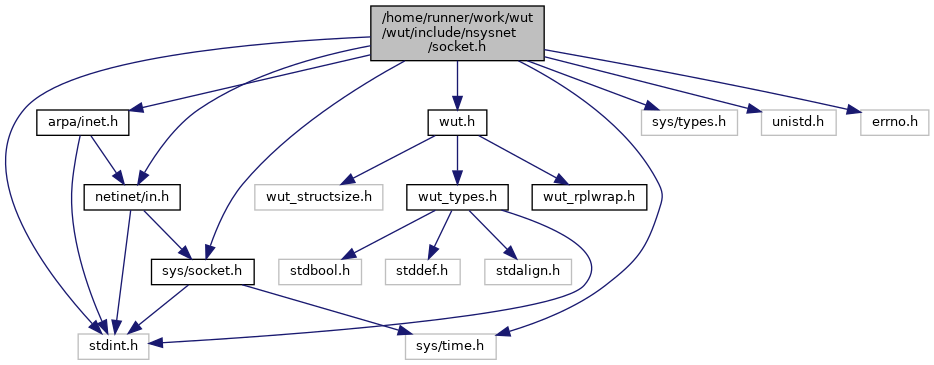 /home/runner/work/wut
/wut/include/nsysnet
/socket.h
arpa/inet.h
wut.h
sys/types.h
unistd.h
errno.h
netinet/in.h
wut_structsize.h
wut_types.h
wut_rplwrap.h
sys/socket.h
stdbool.h
stddef.h
stdalign.h
stdint.h
sys/time.h